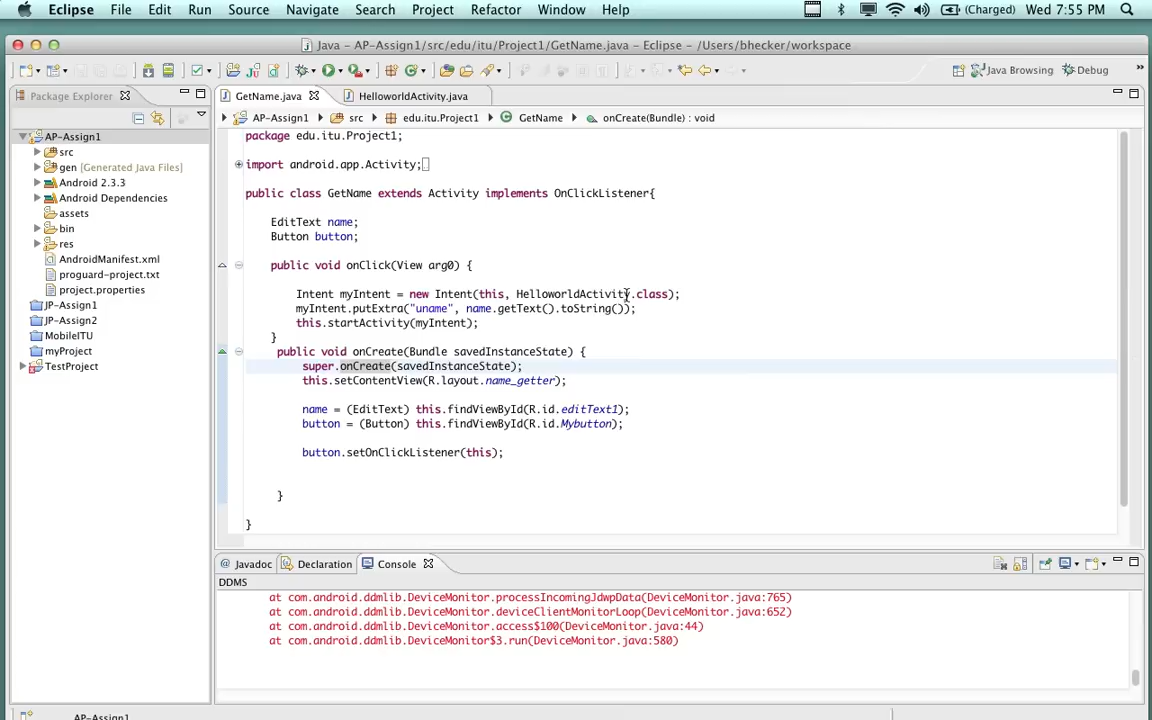 Eclipse File Edit Run Source Navigate Search Project Refactor Window Help (Charged) Wed 7:55 PM
Java – AP-Assign1/src/edu/itu/Project1/GetName.java – Eclipse – /Users/bhecker/workspace
Java Browsing Debug
Package Explorer
GetName.java HelloworldActivity.java
AP-Assign1 src edu.itu.Project1 GetName onCreate(Bundle) : void
AP-Assign1
src
gen [Generated Java Files]
Android 2.3.3
Android Dependencies
assets
bin
res
AndroidManifest.xml
proguard-project.txt
project.properties
JP-Assign1
JP-Assign2
MobileITU
myProject
TestProject
package edu.itu.Project1;
import android.app.Activity;
public class GetName extends Activity implements OnClickListener{
EditText name;
Button button;
public void onClick(View arg0) {
Intent myIntent = new Intent(this, HelloworldActivity.class);
myIntent.putExtra("uname", name.getText().toString());
this.startActivity(myIntent);
}
public void onCreate(Bundle savedInstanceState) {
super.onCreate(savedInstanceState);
this.setContentView(R.layout.name_getter);
name = (EditText) this.findViewById(R.id.editText1);
button = (Button) this.findViewById(R.id.Mybutton);
button.setOnClickListener(this);
}
}
Javadoc Declaration Console
DDMS
at com.android.ddmlib.DeviceMonitor.processIncomingJdwpData(DeviceMonitor.java:765)
at com.android.ddmlib.DeviceMonitor.deviceClientMonitorLoop(DeviceMonitor.java:652)
at com.android.ddmlib.DeviceMonitor.access$100(DeviceMonitor.java:44)
at com.android.ddmlib.DeviceMonitor$3.run(DeviceMonitor.java:580)
AP-Assign1